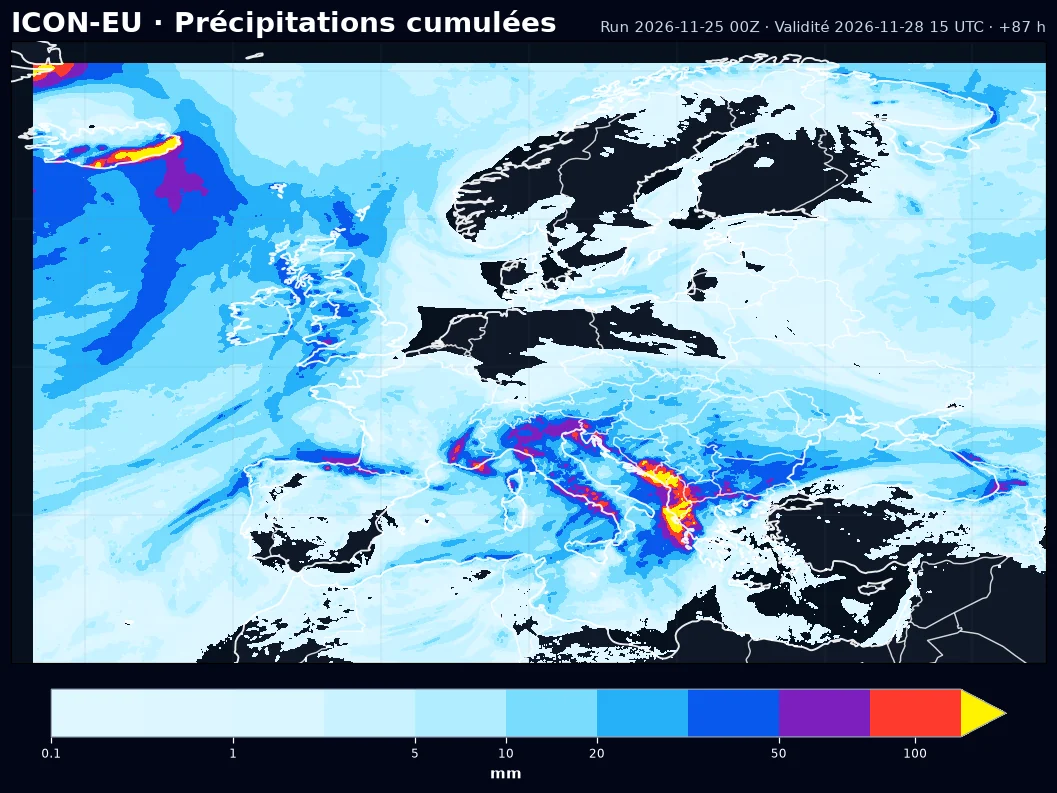 ICON-EU · Précipitations cumulées
Run 2026-11-25 00Z · Validité 2026-11-28 15 UTC · +87 h
0.1 1 5 10 20 50 100
mm